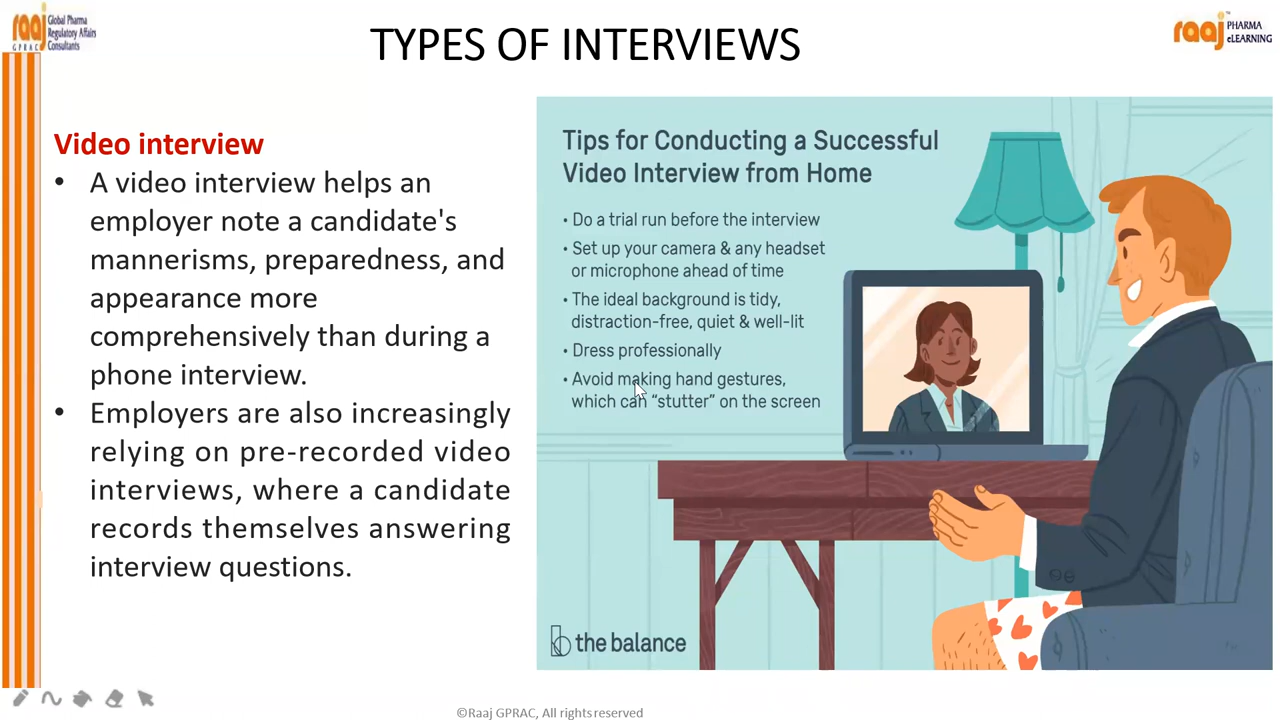 raaj
GPRAC
Global Pharma
Regulatory Affairs
Consultants
TYPES OF INTERVIEWS
raaj
PHARMA
eLEARNING
Video interview
• A video interview helps an
employer note a candidate's
mannerisms, preparedness, and
appearance more
comprehensively than during a
phone interview.
• Employers are also increasingly
relying on pre-recorded video
interviews, where a candidate
records themselves answering
interview questions.
Tips for Conducting a Successful
Video Interview from Home
• Do a trial run before the interview
• Set up your camera & any headset
or microphone ahead of time
• The ideal background is tidy,
distraction-free, quiet & well-lit
• Dress professionally
• Avoid making hand gestures,
which can “stutter” on the screen
the balance
©Raaj GPRAC, All rights reserved